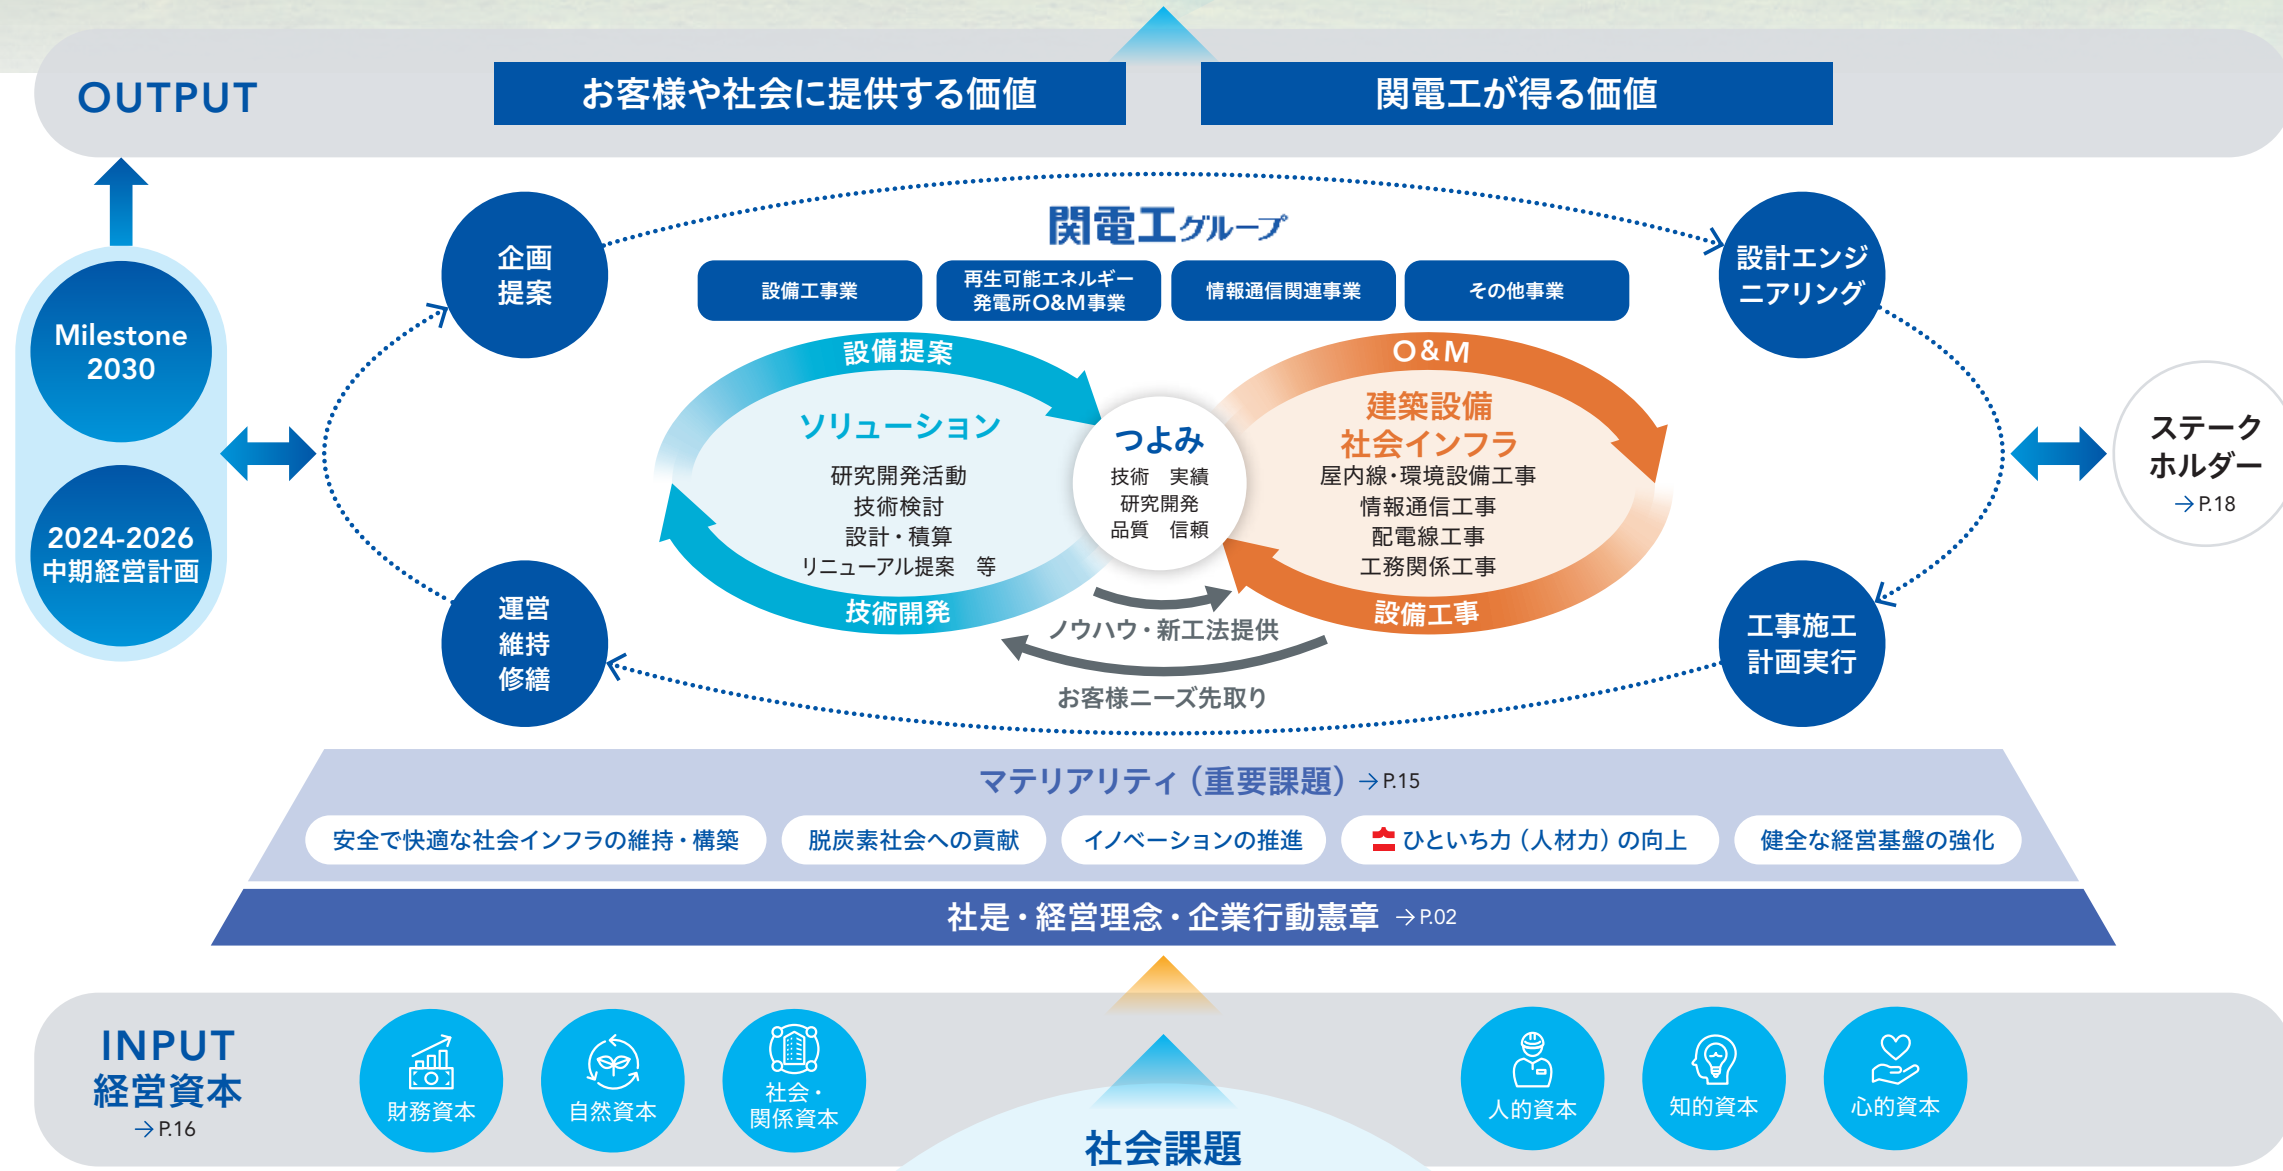 OUTPUT
お客様や社会に提供する価値
関電工が得る価値
Milestone
2030
2024-2026
中期経営計画
企画
提案
関電工グループ
設計エンジ
ニアリング
設備工事業
再生可能エネルギー
発電所O&M事業
情報通信関連事業
その他事業
設備提案
ソリューション
研究開発活動
技術検討
設計・積算
リニューアル提案　等
技術開発
つよみ
技術　実績
研究開発
品質　信頼
O&M
建築設備
社会インフラ
屋内線・環境設備工事
情報通信工事
配電線工事
工務関係工事
設備工事
ノウハウ・新工法提供
お客様ニーズ先取り
ステーク
ホルダー
→P.18
運営
維持
修繕
工事施工
計画実行
マテリアリティ（重要課題）→P.15
安全で快適な社会インフラの維持・構築
脱炭素社会への貢献
イノベーションの推進
ひといち力（人材力）の向上
健全な経営基盤の強化
社是・経営理念・企業行動憲章 →P.02
INPUT
経営資本
→P.16
財務資本
自然資本
社会・
関係資本
社会課題
人的資本
知的資本
心的資本